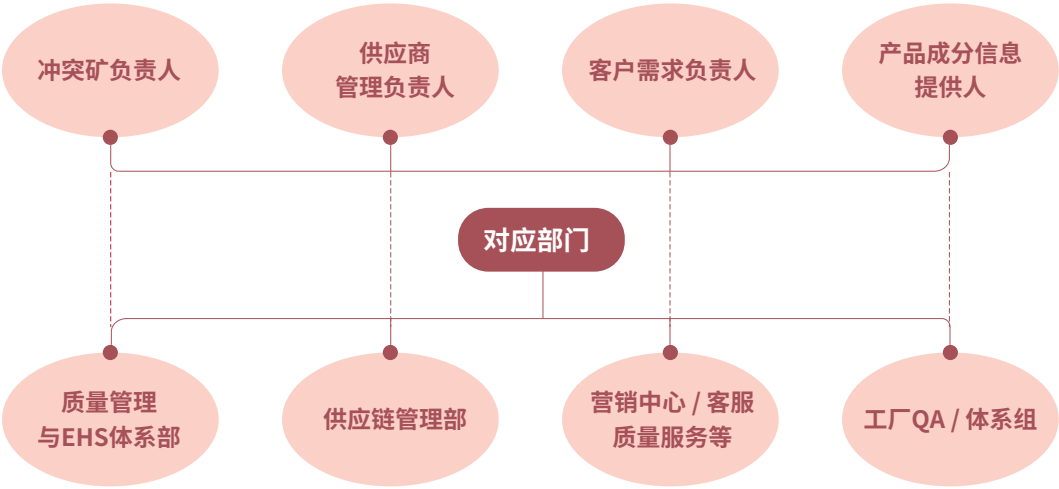 冲突矿负责人
供应商
管理负责人
客户需求负责人
产品成分信息
提供人
对应部门
质量管理
与EHS体系部
供应链管理部
营销中心 / 客服
质量服务等
工厂QA / 体系组